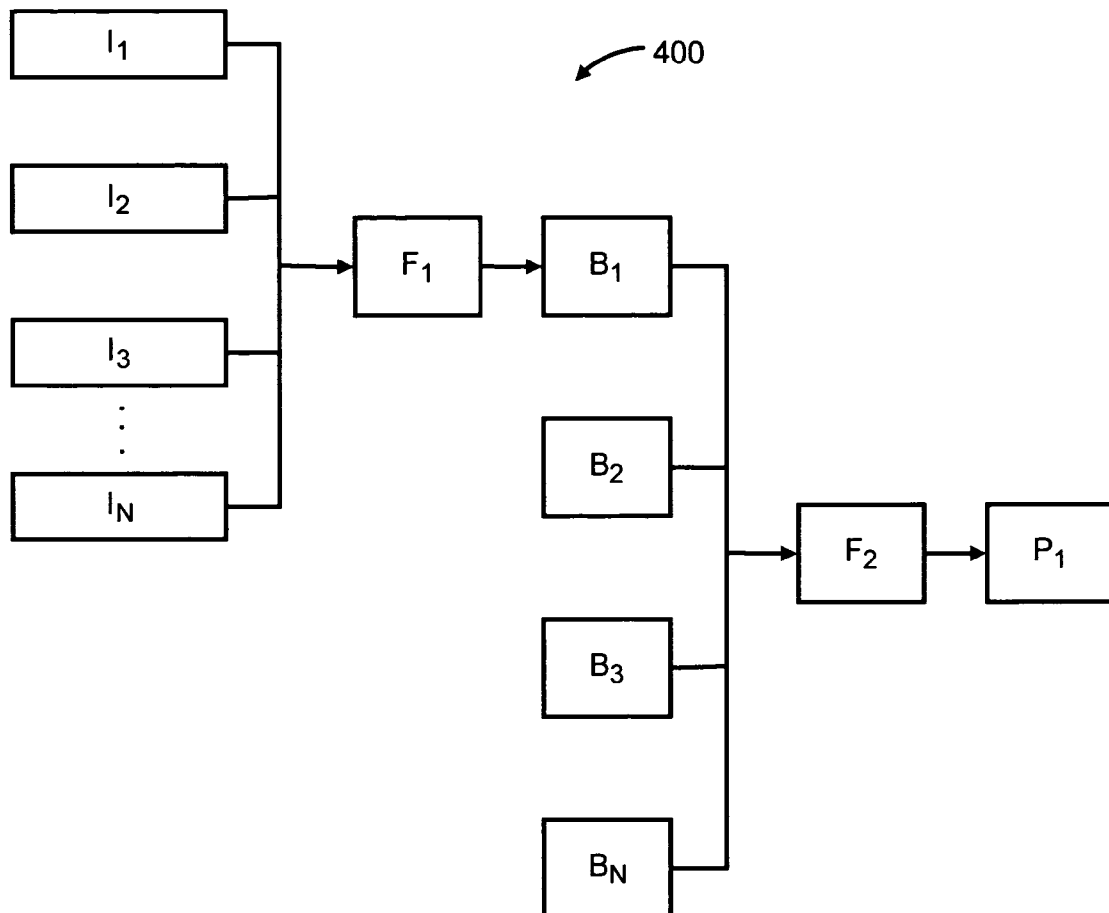 I1
400
I2
F1
B1
I3
.
.
.
IN
B2
F2
P1
B3
BN